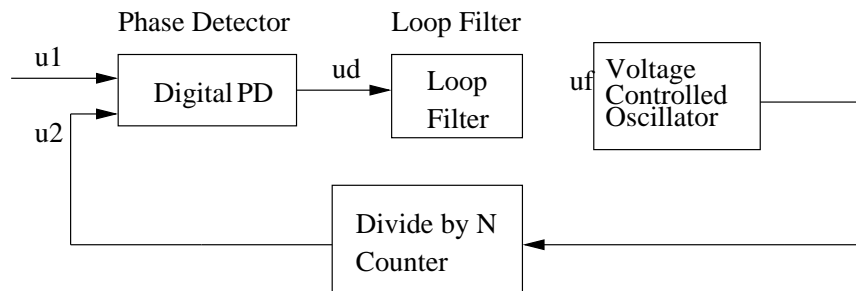 Phase Detector
Loop Filter
u1
Digital PD
ud
Loop
Filter
uf
Voltage
Controlled
Oscillator
u2
Divide by N
Counter